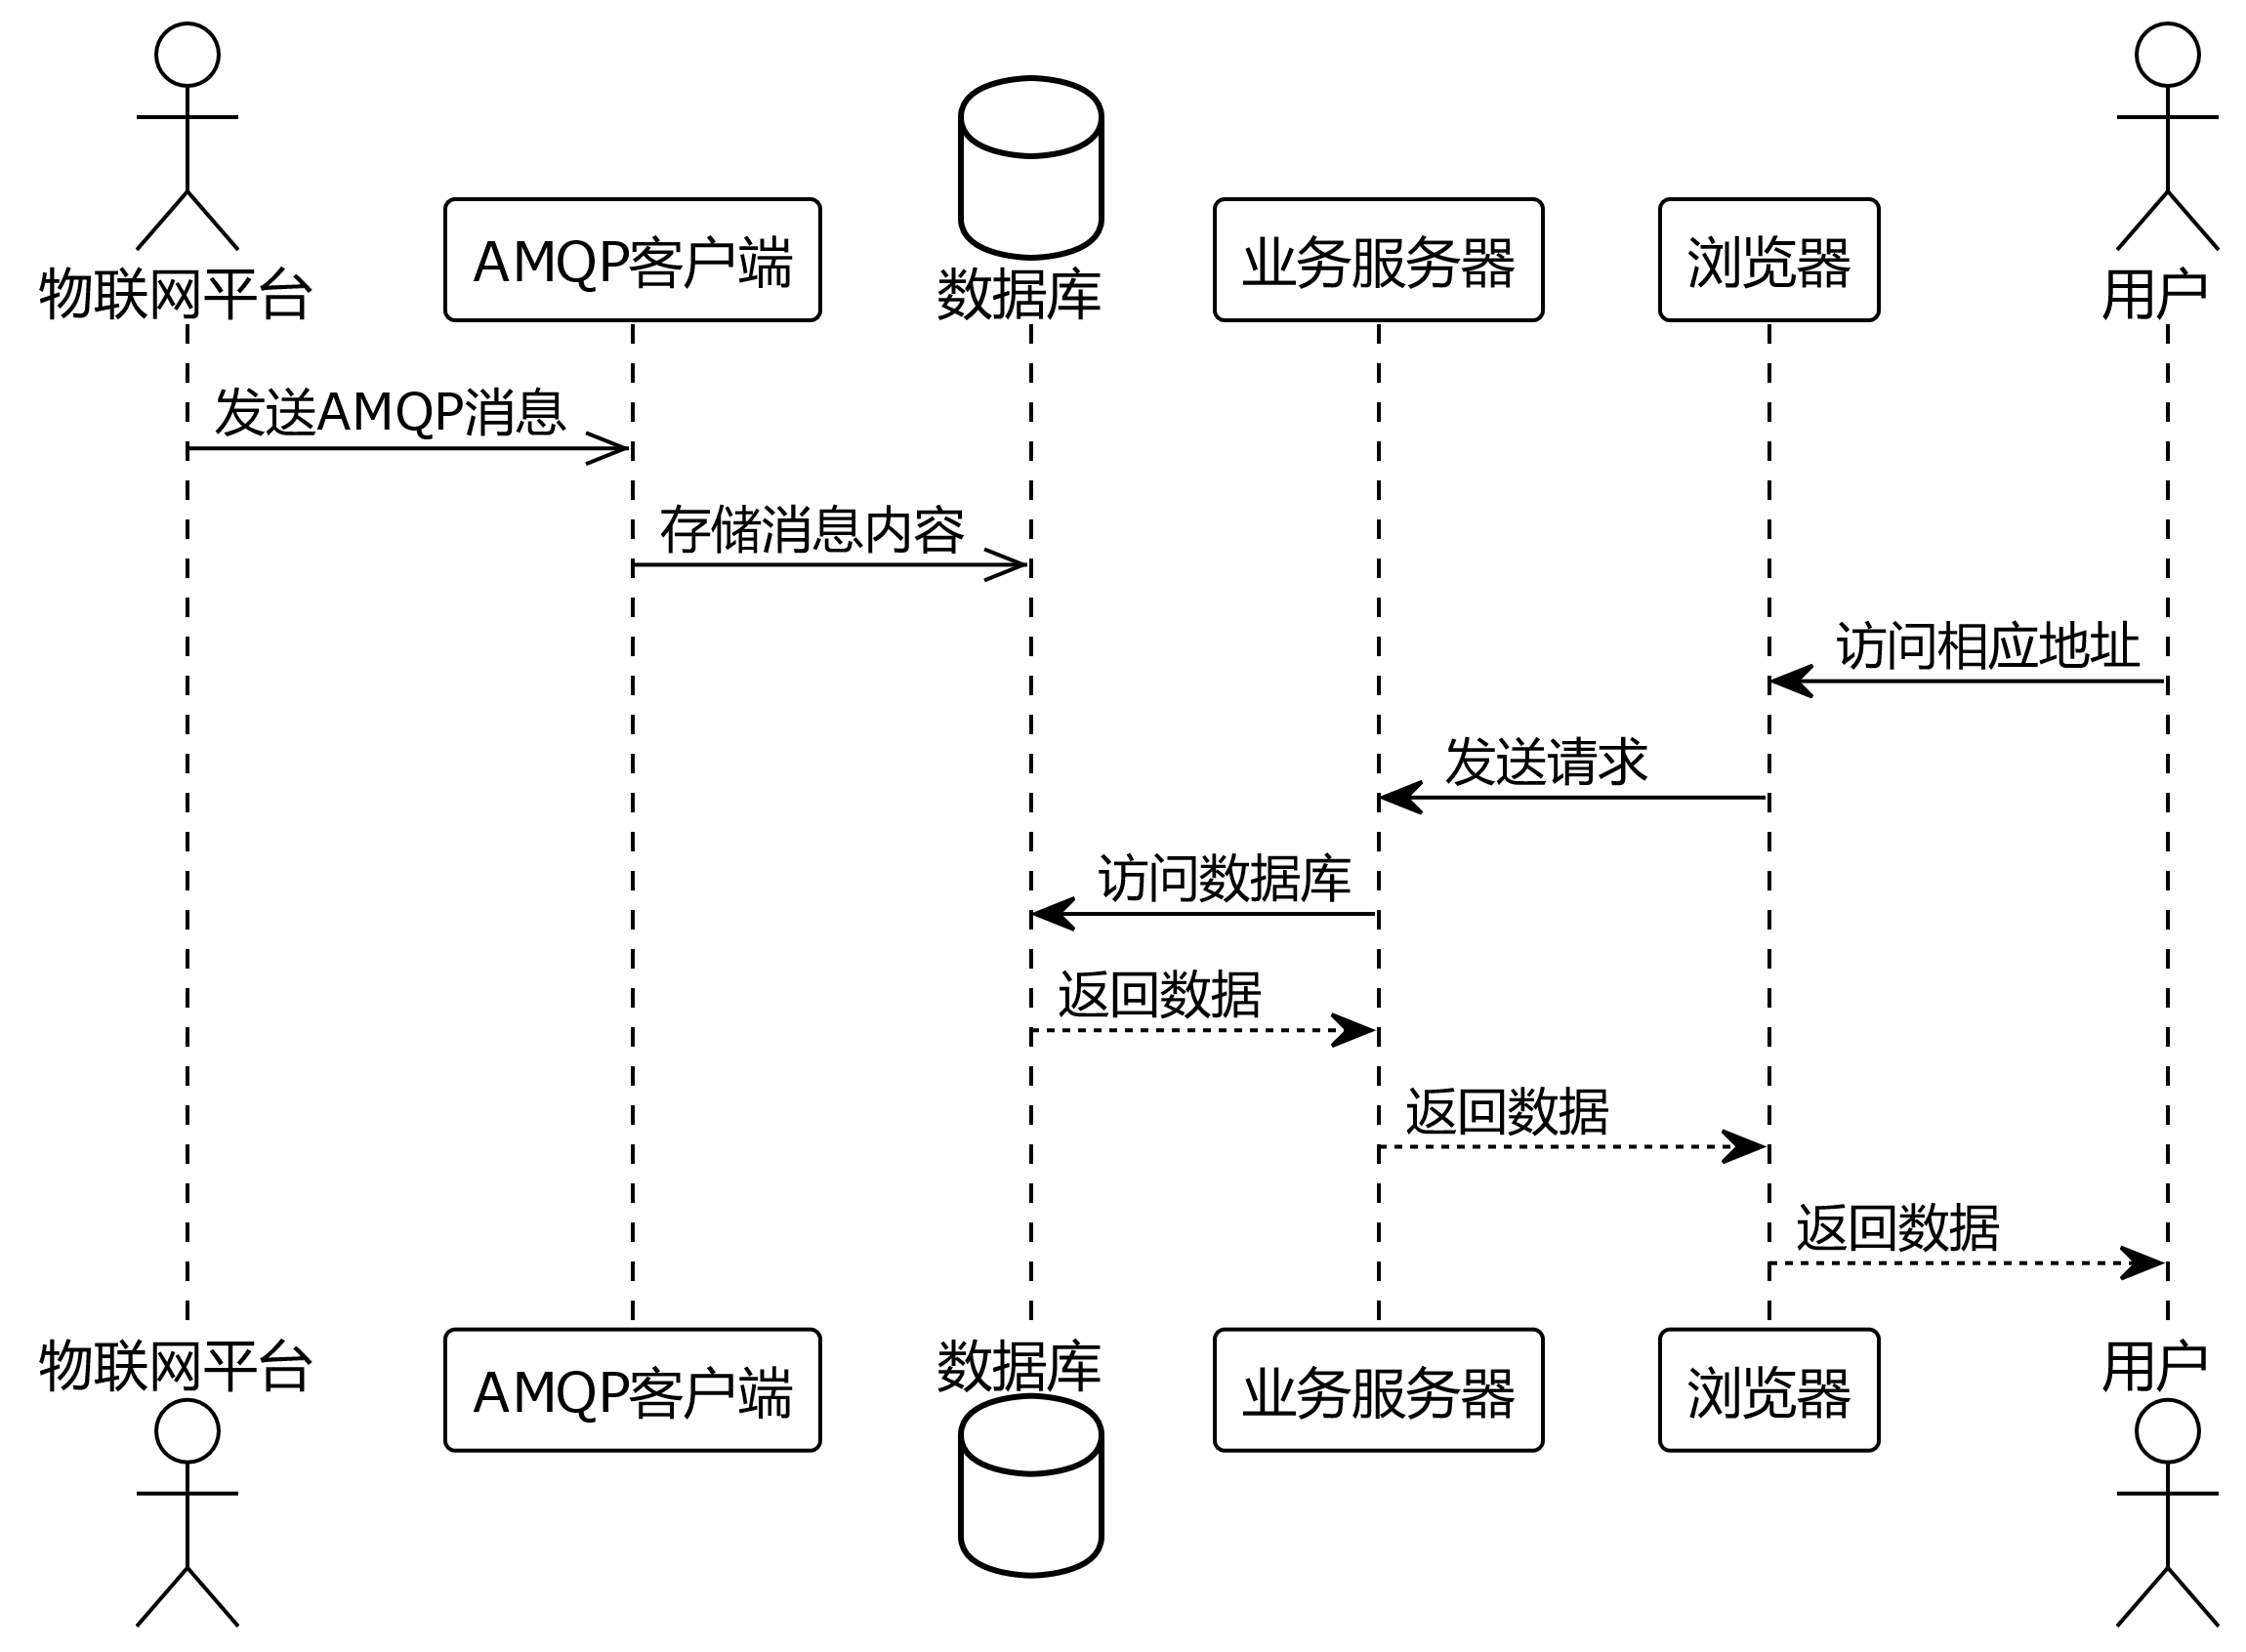 物联网平台
AMQP客户端
数据库
业务服务器
浏览器
用户
发送AMQP消息
存储消息内容
访问相应地址
发送请求
访问数据库
返回数据
返回数据
返回数据
物联网平台
AMQP客户端
数据库
业务服务器
浏览器
用户